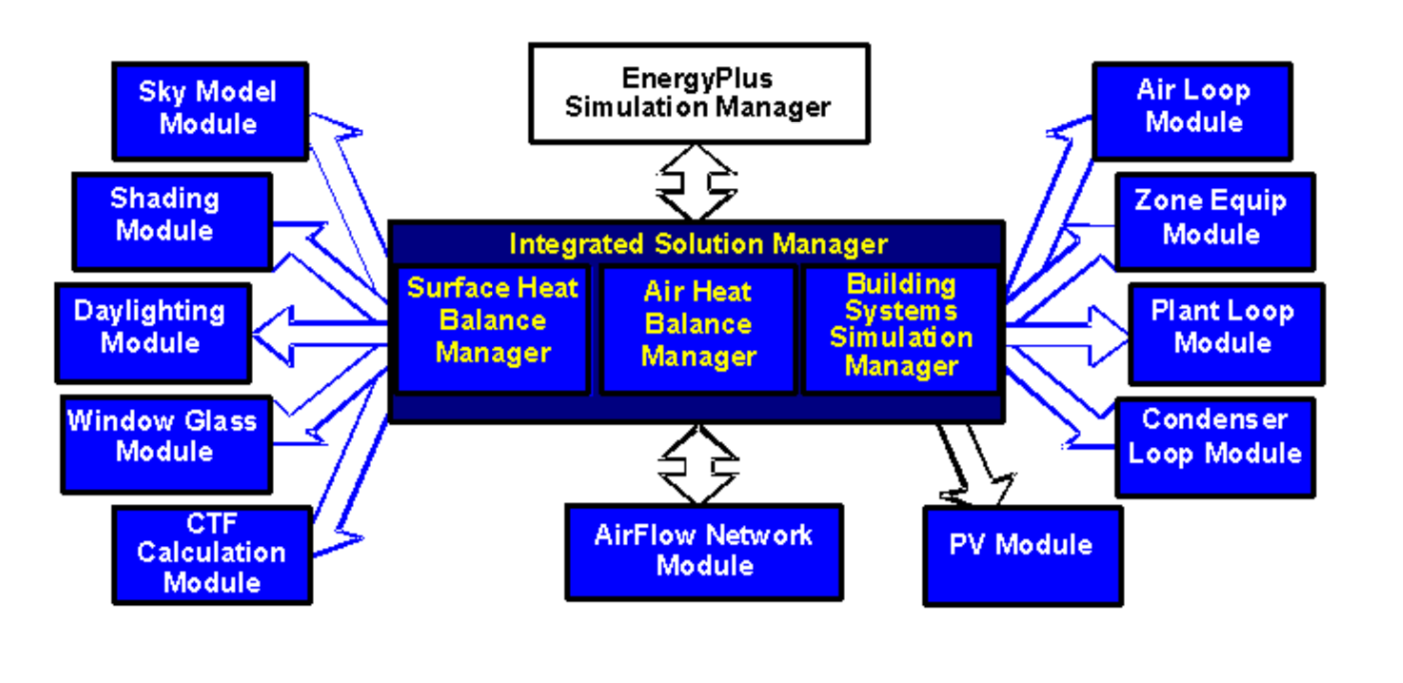 EnergyPlus
Simulation Manager
Sky Model
Module
Shading
Module
Daylighting
Module
Window Glass
Module
CTF
Calculation
Module
Integrated Solution Manager
Surface Heat
Balance
Manager
Air Heat
Balance
Manager
Building
Systems
Simulation
Manager
Air Loop
Module
Zone Equip
Module
Plant Loop
Module
Condenser
Loop Module
AirFlow Network
Module
PV Module